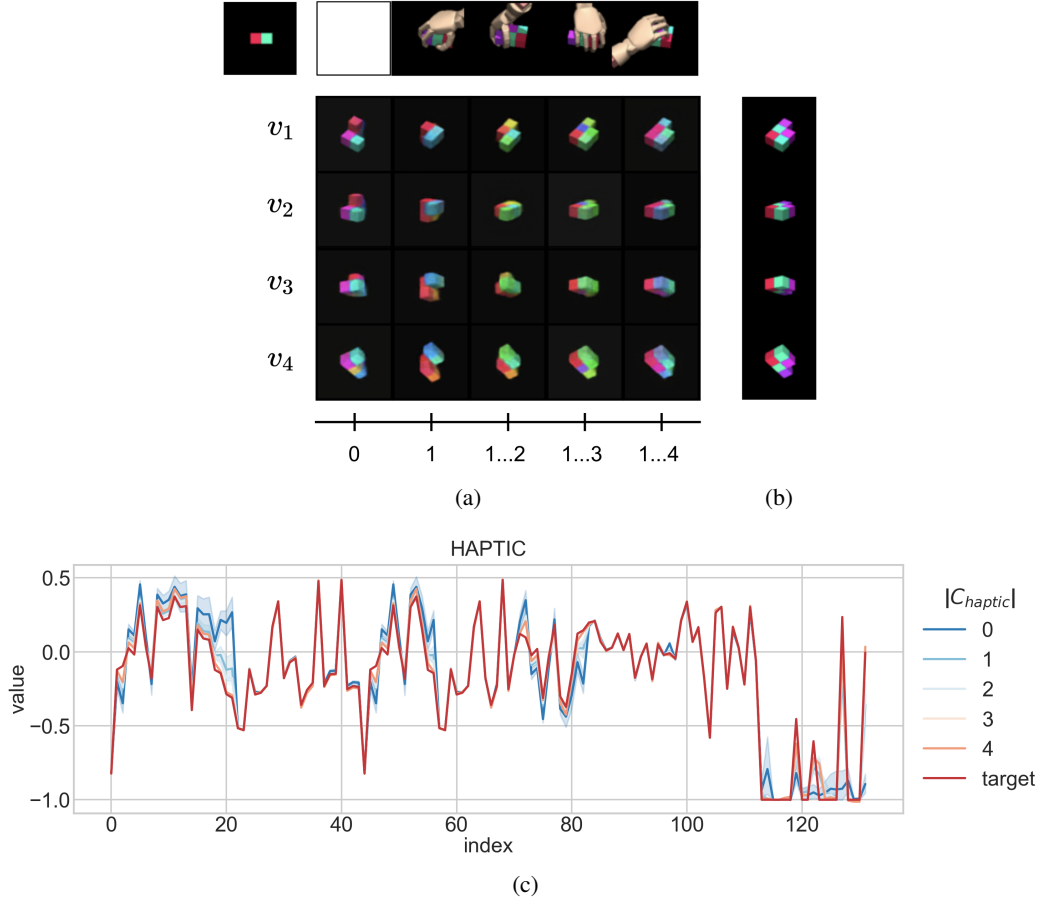 v1
v2
v3
v4
0 1 1...2 1...3 1...4
(a) (b)
HAPTIC
0.5
0.0
−0.5
−1.0
value
0 20 40 60 80 100 120
index
|C_haptic|
0
1
2
3
4
target
(c)